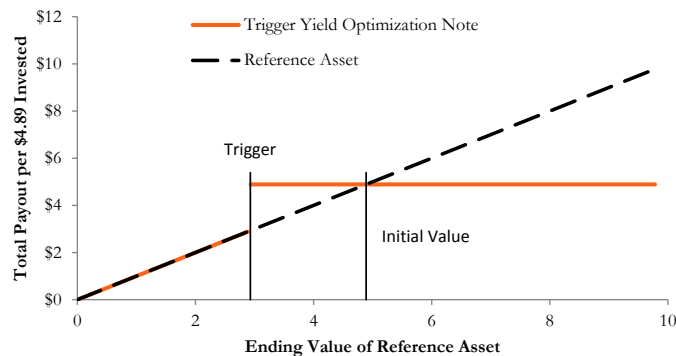 $12
Trigger Yield Optimization Note
Reference Asset
$10
$8
Trigger
$6
$4
Initial Value
$2
$0
0 2 4 6 8 10
Total Payout per $4.89 Invested
Ending Value of Reference Asset